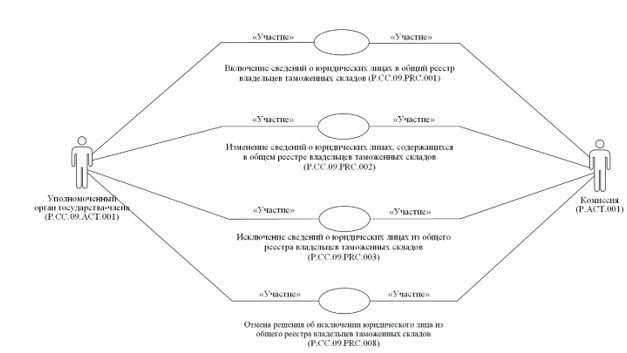 «Участие» «Участие»
Включение сведений о юридических лицах в общий реестр
владельцев таможенных складов (P.CC.09.PRC.001)
«Участие» «Участие»
Изменение сведений о юридических лицах, содержащихся
в общем реестре владельцев таможенных складов
(P.CC.09.PRC.002)
Уполномоченный
орган государства-члена
(P.CC.09.ACT.001)
Комиссия
(P.ACT.001)
«Участие» «Участие»
Исключение сведений о юридических лицах из общего
реестра владельцев таможенных складов
(P.CC.09.PRC.003)
«Участие» «Участие»
Отмена решения об исключении юридического лица из
общего реестра владельцев таможенных складов
(P.CC.09.PRC.008)